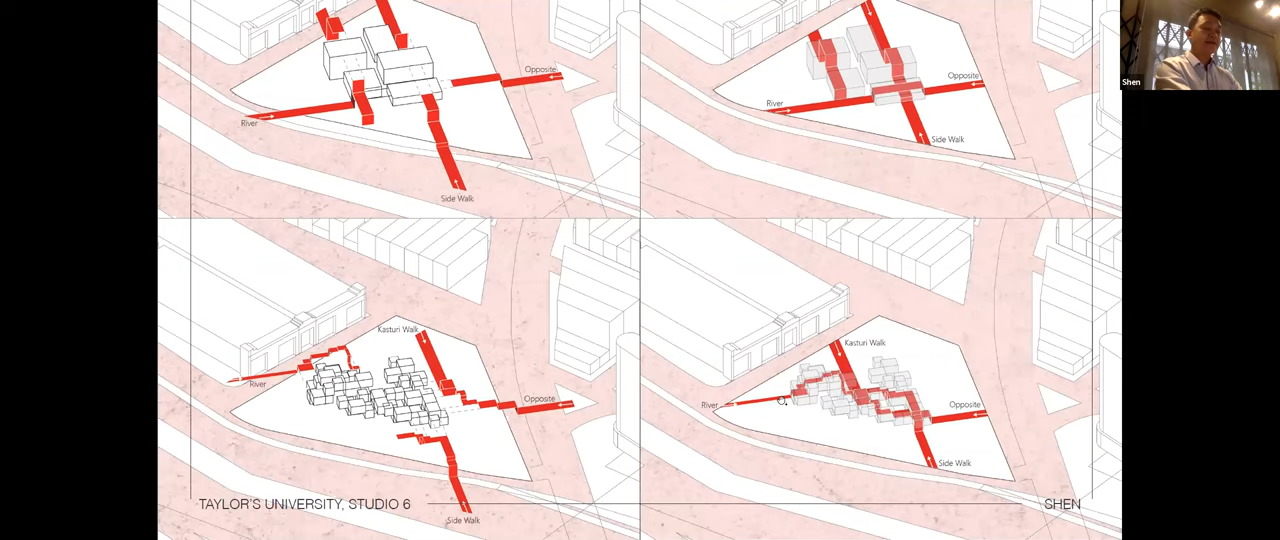 Shen
Opposite
River
Side Walk
Opposite
River
Side Walk
Kasturi Walk
River
Opposite
Side Walk
Kasturi Walk
River
Opposite
Side Walk
TAYLOR'S UNIVERSITY, STUDIO 6
SHEN